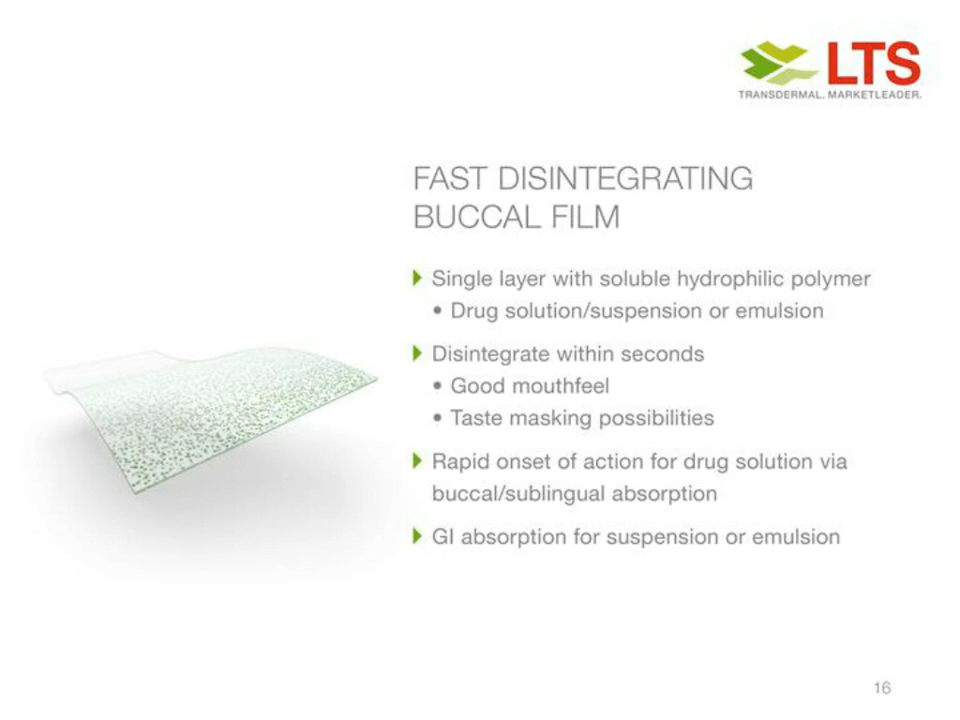 LTS
TRANSDERMAL. MARKETLEADER.
FAST DISINTEGRATING
BUCCAL FILM
Single layer with soluble hydrophilic polymer
• Drug solution/suspension or emulsion
Disintegrate within seconds
• Good mouthfeel
• Taste masking possibilities
Rapid onset of action for drug solution via
buccal/sublingual absorption
GI absorption for suspension or emulsion
16